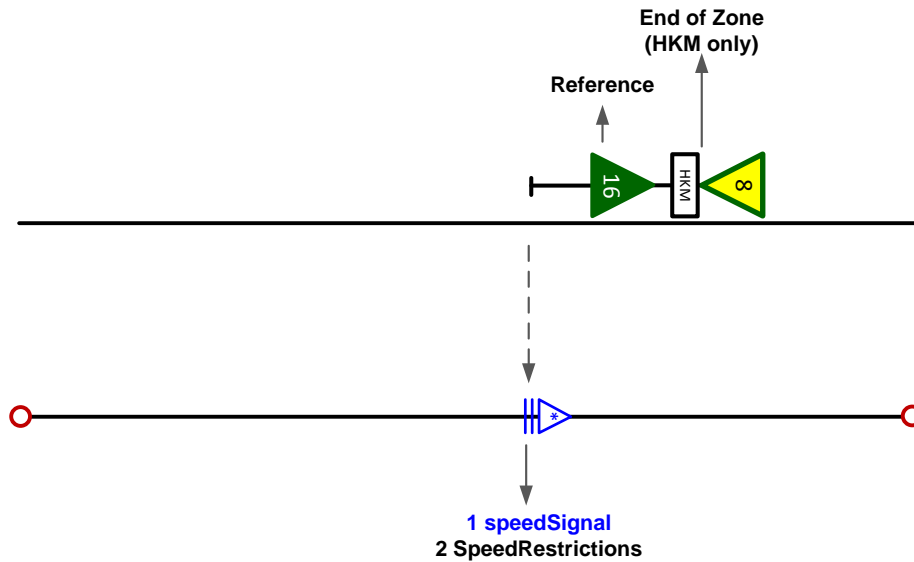 End of Zone
(HKM only)
Reference
16
HKM
8
*
1 speedSignal
2 SpeedRestrictions